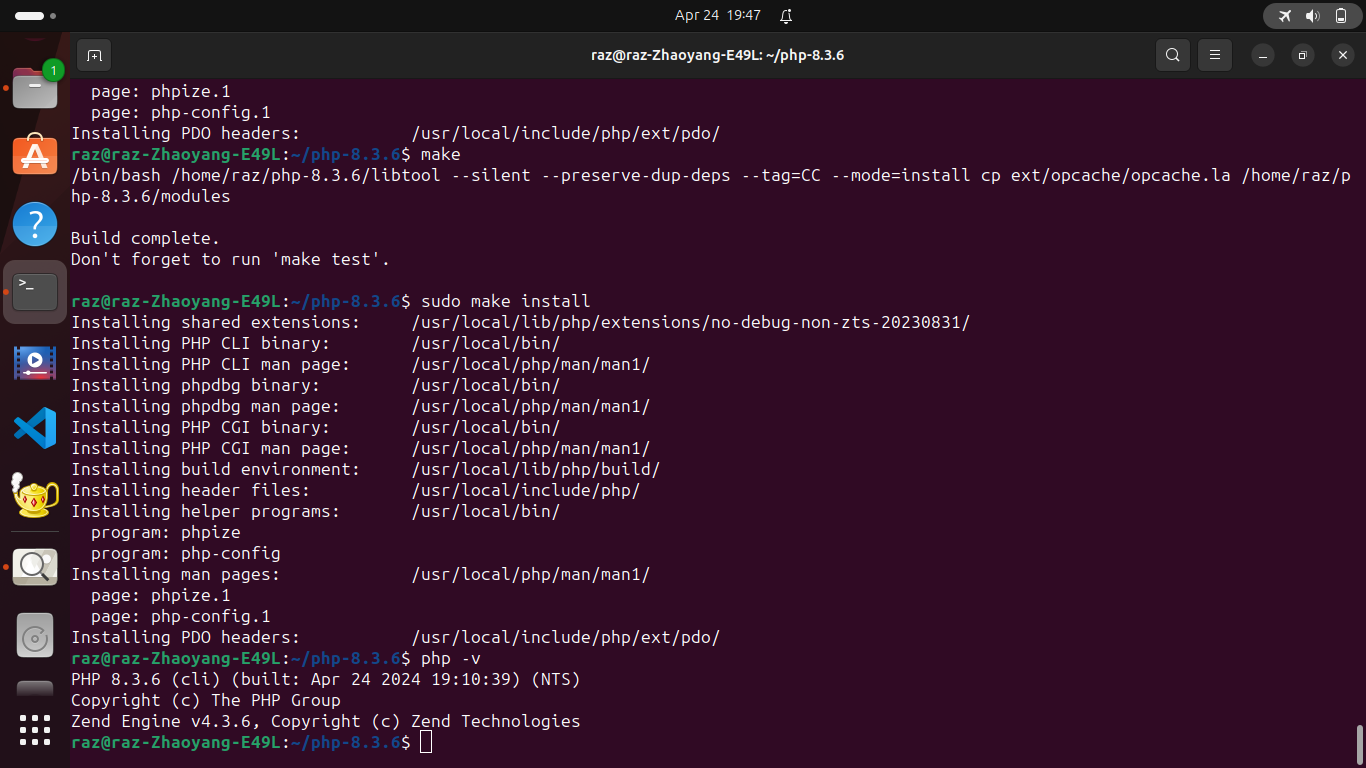 Apr 24 19:47
1
raz@raz-Zhaoyang-E49L: ~/php-8.3.6
page: phpize.1
page: php-config.1
Installing PDO headers: /usr/local/include/php/ext/pdo/
raz@raz-Zhaoyang-E49L:~/php-8.3.6$ make
/bin/bash /home/raz/php-8.3.6/libtool --silent --preserve-dup-deps --tag=CC --mode=install cp ext/opcache/opcache.la /home/raz/p
hp-8.3.6/modules
Build complete.
Don't forget to run 'make test'.
raz@raz-Zhaoyang-E49L:~/php-8.3.6$ sudo make install
Installing shared extensions: /usr/local/lib/php/extensions/no-debug-non-zts-20230831/
Installing PHP CLI binary: /usr/local/bin/
Installing PHP CLI man page: /usr/local/php/man/man1/
Installing phpdbg binary: /usr/local/bin/
Installing phpdbg man page: /usr/local/php/man/man1/
Installing PHP CGI binary: /usr/local/bin/
Installing PHP CGI man page: /usr/local/php/man/man1/
Installing build environment: /usr/local/lib/php/build/
Installing header files: /usr/local/include/php/
Installing helper programs: /usr/local/bin/
program: phpize
program: php-config
Installing man pages: /usr/local/php/man/man1/
page: phpize.1
page: php-config.1
Installing PDO headers: /usr/local/include/php/ext/pdo/
raz@raz-Zhaoyang-E49L:~/php-8.3.6$ php -v
PHP 8.3.6 (cli) (built: Apr 24 2024 19:10:39) (NTS)
Copyright (c) The PHP Group
Zend Engine v4.3.6, Copyright (c) Zend Technologies
raz@raz-Zhaoyang-E49L:~/php-8.3.6$